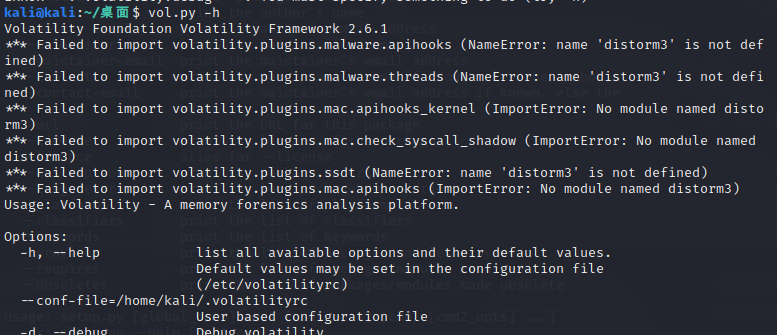 kali@kali:~/桌面$ vol.py -h
Volatility Foundation Volatility Framework 2.6.1
*** Failed to import volatility.plugins.malware.apihooks (NameError: name 'distorm3' is not def
ined)
*** Failed to import volatility.plugins.malware.threads (NameError: name 'distorm3' is not defi
ned)
*** Failed to import volatility.plugins.mac.apihooks_kernel (ImportError: No module named disto
rm3)
*** Failed to import volatility.plugins.mac.check_syscall_shadow (ImportError: No module named
distorm3)
*** Failed to import volatility.plugins.ssdt (NameError: name 'distorm3' is not defined)
*** Failed to import volatility.plugins.mac.apihooks (ImportError: No module named distorm3)
Usage: Volatility - A memory forensics analysis platform.
Options:
-h, --help list all available options and their default values.
Default values may be set in the configuration file
(/etc/volatilityrc)
--conf-file=/home/kali/.volatilityrc
User based configuration file
-d, --debug Debug volatility